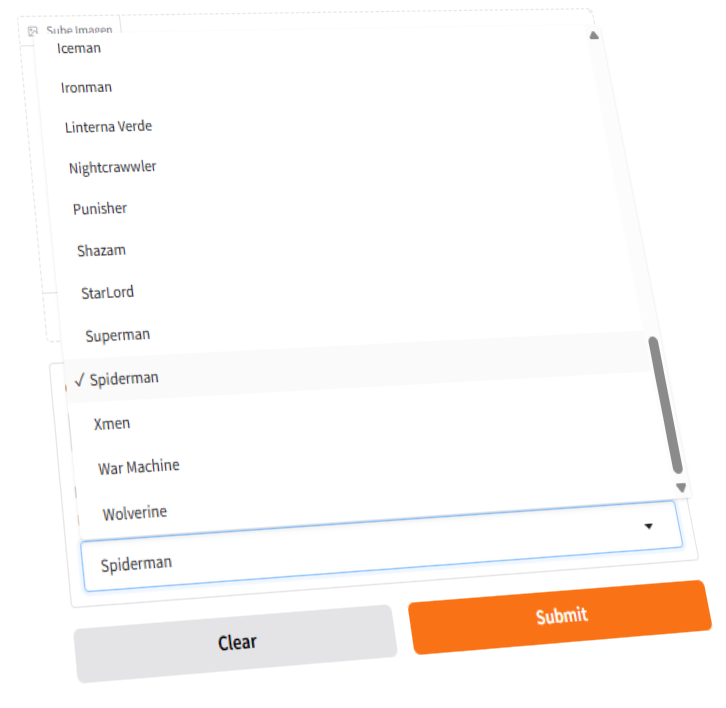 Sube Imagen
Iceman
Ironman
Linterna Verde
Nightcrawwler
Punisher
Shazam
StarLord
Superman
✓ Spiderman
Xmen
War Machine
Wolverine
Spiderman
Clear
Submit